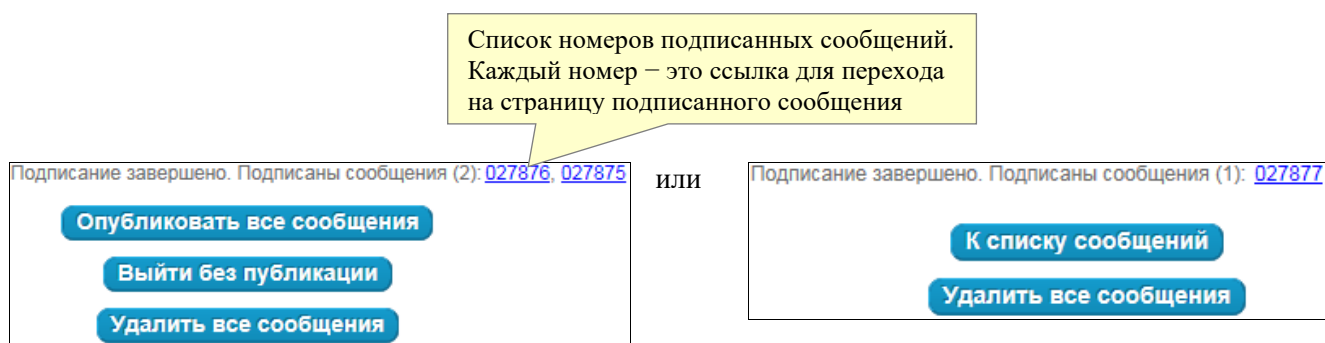 Список номеров подписанных сообщений.
Каждый номер − это ссылка для перехода
на страницу подписанного сообщения
Подписание завершено. Подписаны сообщения (2): 027876, 027875
Опубликовать все сообщения
Выйти без публикации
Удалить все сообщения
или
Подписание завершено. Подписаны сообщения (1): 027877
К списку сообщений
Удалить все сообщения